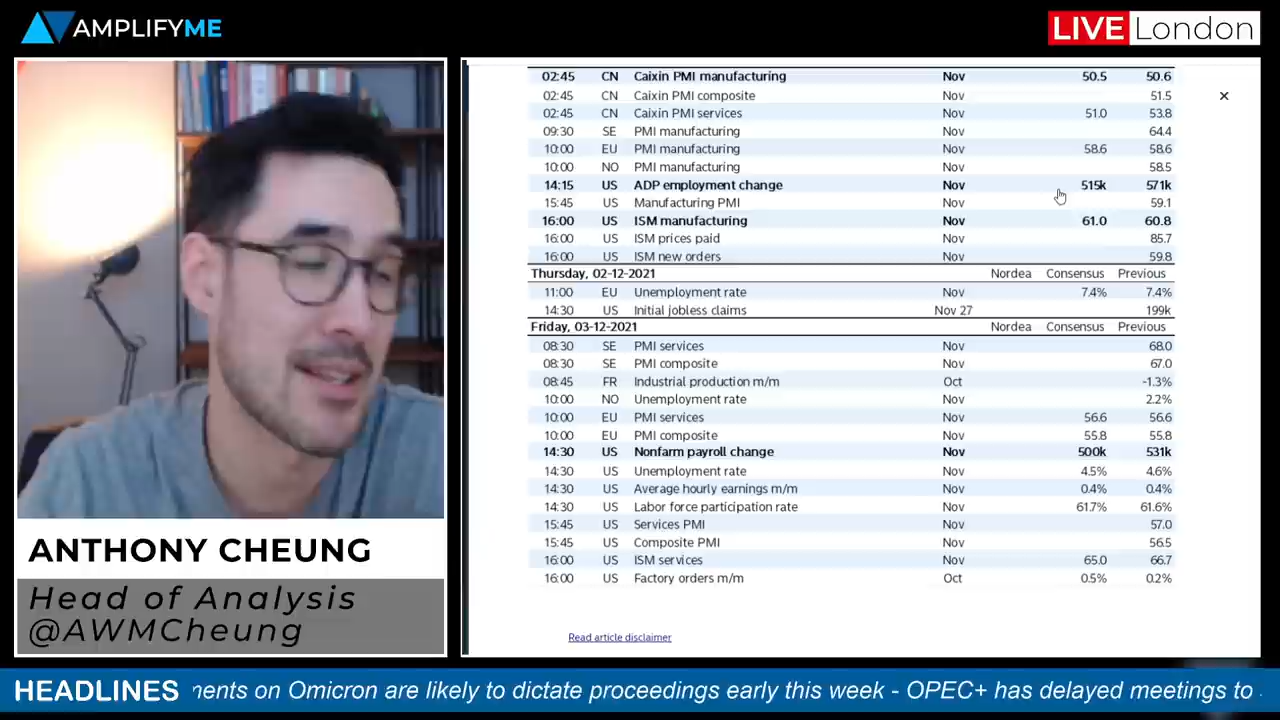 AMPLIFYME
LIVE London
02:45 CN Caixin PMI manufacturing Nov 50.5 50.6
02:45 CN Caixin PMI composite Nov 51.5
02:45 CN Caixin PMI services Nov 51.0 53.8
09:30 SE PMI manufacturing Nov 64.4
10:00 EU PMI manufacturing Nov 58.6 58.6
10:00 NO PMI manufacturing Nov 58.5
14:15 US ADP employment change Nov 515k 571k
15:45 US Manufacturing PMI Nov 59.1
16:00 US ISM manufacturing Nov 61.0 60.8
16:00 US ISM prices paid Nov 85.7
16:00 US ISM new orders Nov 59.8
Thursday, 02-12-2021 Nordea Consensus Previous
11:00 EU Unemployment rate Nov 7.4% 7.4%
14:30 US Initial jobless claims Nov 27 199k
Friday, 03-12-2021 Nordea Consensus Previous
08:30 SE PMI services Nov 68.0
08:30 SE PMI composite Nov 67.0
08:45 FR Industrial production m/m Oct -1.3%
10:00 NO Unemployment rate Nov 2.2%
10:00 EU PMI services Nov 56.6 56.6
10:00 EU PMI composite Nov 55.8 55.8
14:30 US Nonfarm payroll change Nov 500k 531k
14:30 US Unemployment rate Nov 4.5% 4.6%
14:30 US Average hourly earnings m/m Nov 0.4% 0.4%
14:30 US Labor force participation rate Nov 61.7% 61.6%
15:45 US Services PMI Nov 57.0
15:45 US Composite PMI Nov 56.5
16:00 US ISM services Nov 65.0 66.7
16:00 US Factory orders m/m Oct 0.5% 0.2%
Read article disclaimer
ANTHONY CHEUNG
Head of Analysis
@AWMCheung
HEADLINES ments on Omicron are likely to dictate proceedings early this week - OPEC+ has delayed meetings to